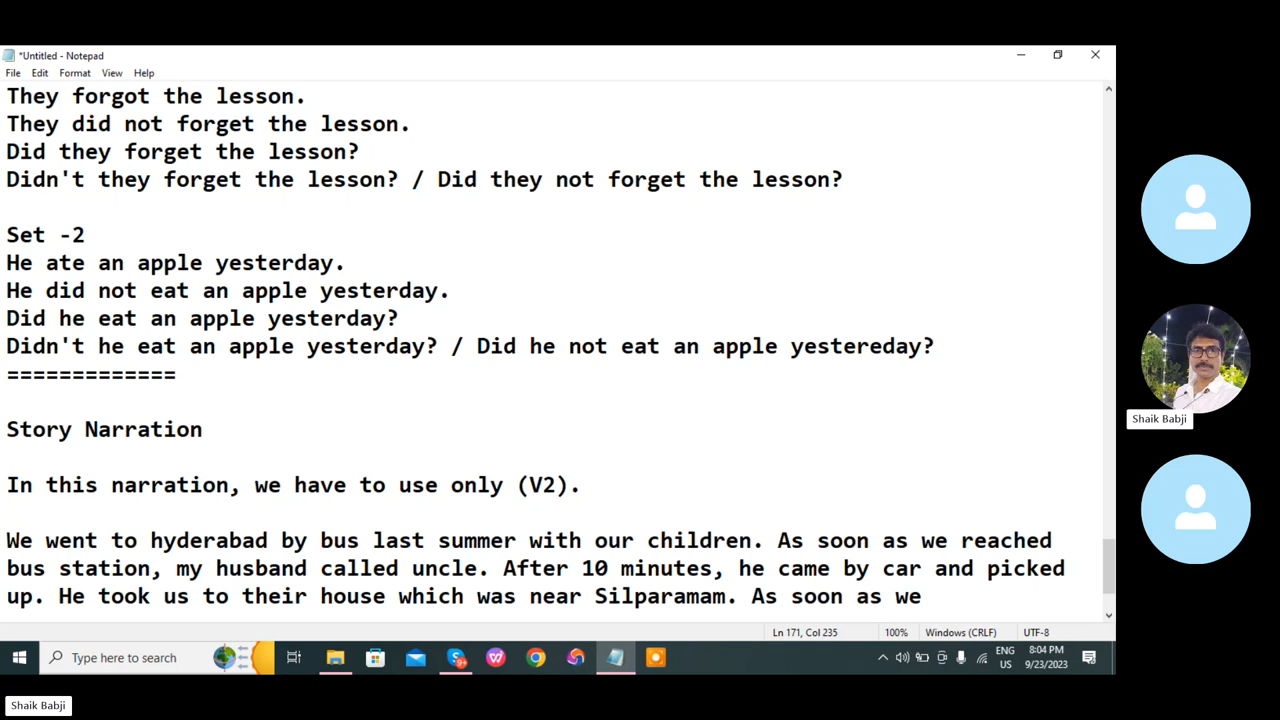 *Untitled - Notepad
File Edit Format View Help
They forgot the lesson.
They did not forget the lesson.
Did they forget the lesson?
Didn't they forget the lesson? / Did they not forget the lesson?
Set -2
He ate an apple yesterday.
He did not eat an apple yesterday.
Did he eat an apple yesterday?
Didn't he eat an apple yesterday? / Did he not eat an apple yestereday?
=============
Story Narration
In this narration, we have to use only (V2).
We went to hyderabad by bus last summer with our children. As soon as we reached
bus station, my husband called uncle. After 10 minutes, he came by car and picked
up. He took us to their house which was near Silparamam. As soon as we
Ln 171, Col 235 100% Windows (CRLF) UTF-8
Type here to search
ENG
US
8:04 PM
9/23/2023
Shaik Babji
Shaik Babji